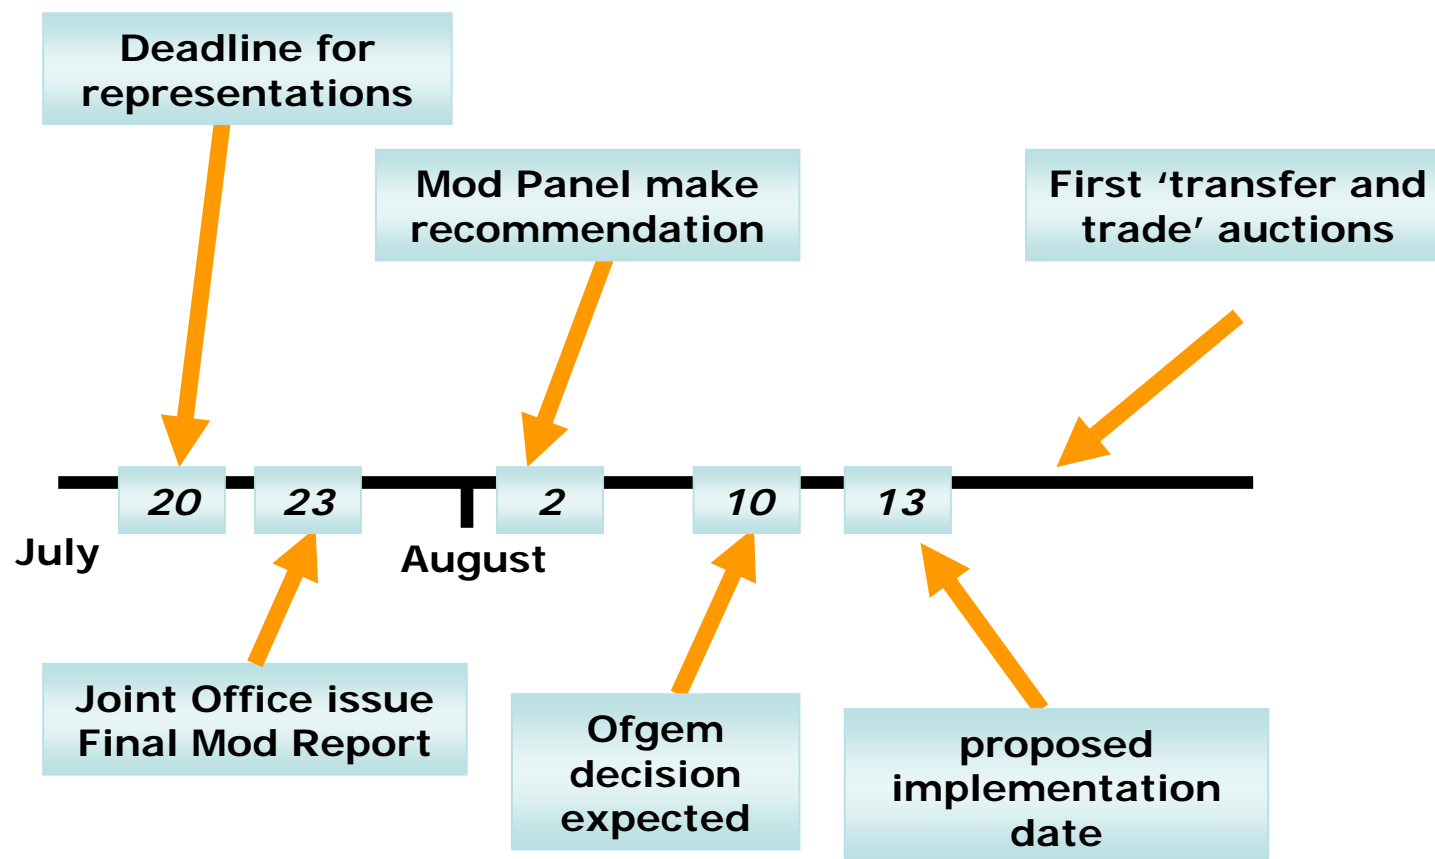 Deadline for
representations
Mod Panel make
recommendation
First ‘transfer and
trade’ auctions
20
23
2
10
13
July
August
Joint Office issue
Final Mod Report
Ofgem
decision
expected
proposed
implementation
date